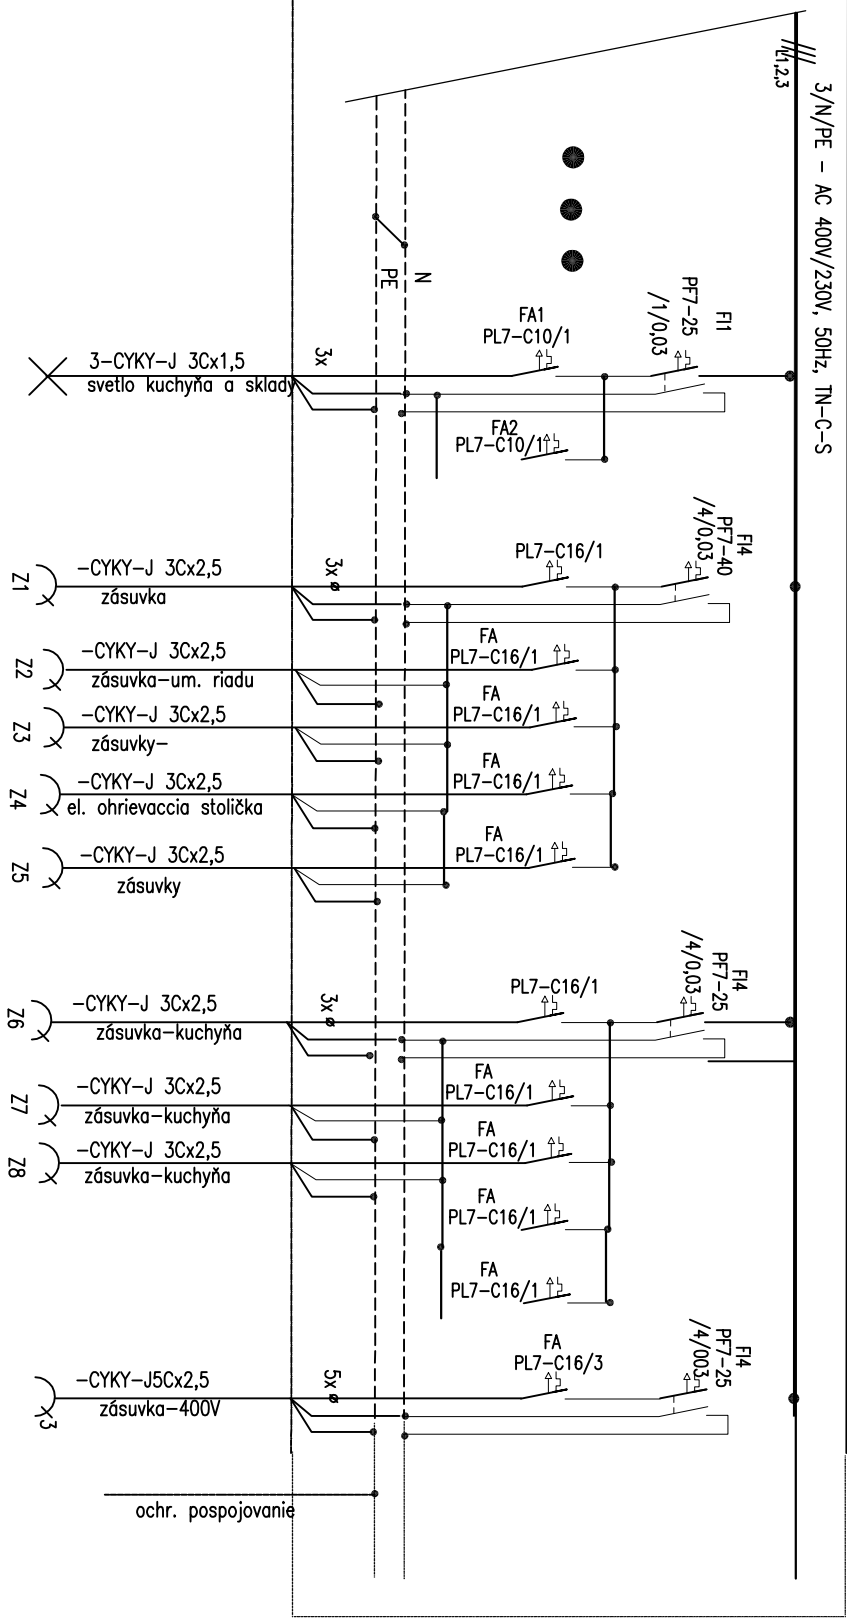 3/N/PE - AC 400V/230V, 50Hz, TN-C-S
L1,2,3
N
PE
FI1
PF7-25
/1/0,03
FA1
PL7-C10/1
3x
3-CYKY-J 3Cx1,5
svetlo kuchyňa a sklady
FA2
PL7-C10/1
FI4
PF7-40
/4/0,03
PL7-C16/1
3x ø
-CYKY-J 3Cx2,5
zásuvka
Z1
FA
PL7-C16/1
-CYKY-J 3Cx2,5
zásuvka-um. riadu
Z2
FA
PL7-C16/1
-CYKY-J 3Cx2,5
zásuvky-
Z3
FA
PL7-C16/1
-CYKY-J 3Cx2,5
el. ohrievaccia stolička
Z4
FA
PL7-C16/1
-CYKY-J 3Cx2,5
zásuvky
Z5
FI4
PF7-25
/4/0,03
PL7-C16/1
3x ø
-CYKY-J 3Cx2,5
zásuvka-kuchyňa
Z6
FA
PL7-C16/1
-CYKY-J 3Cx2,5
zásuvka-kuchyňa
Z7
FA
PL7-C16/1
-CYKY-J 3Cx2,5
zásuvka-kuchyňa
Z8
FA
PL7-C16/1
FA
PL7-C16/1
FI4
PF7-25
/4/003
FA
PL7-C16/3
5x ø
-CYKY-J5Cx2,5
zásuvka-400V
3
ochr. pospojovanie